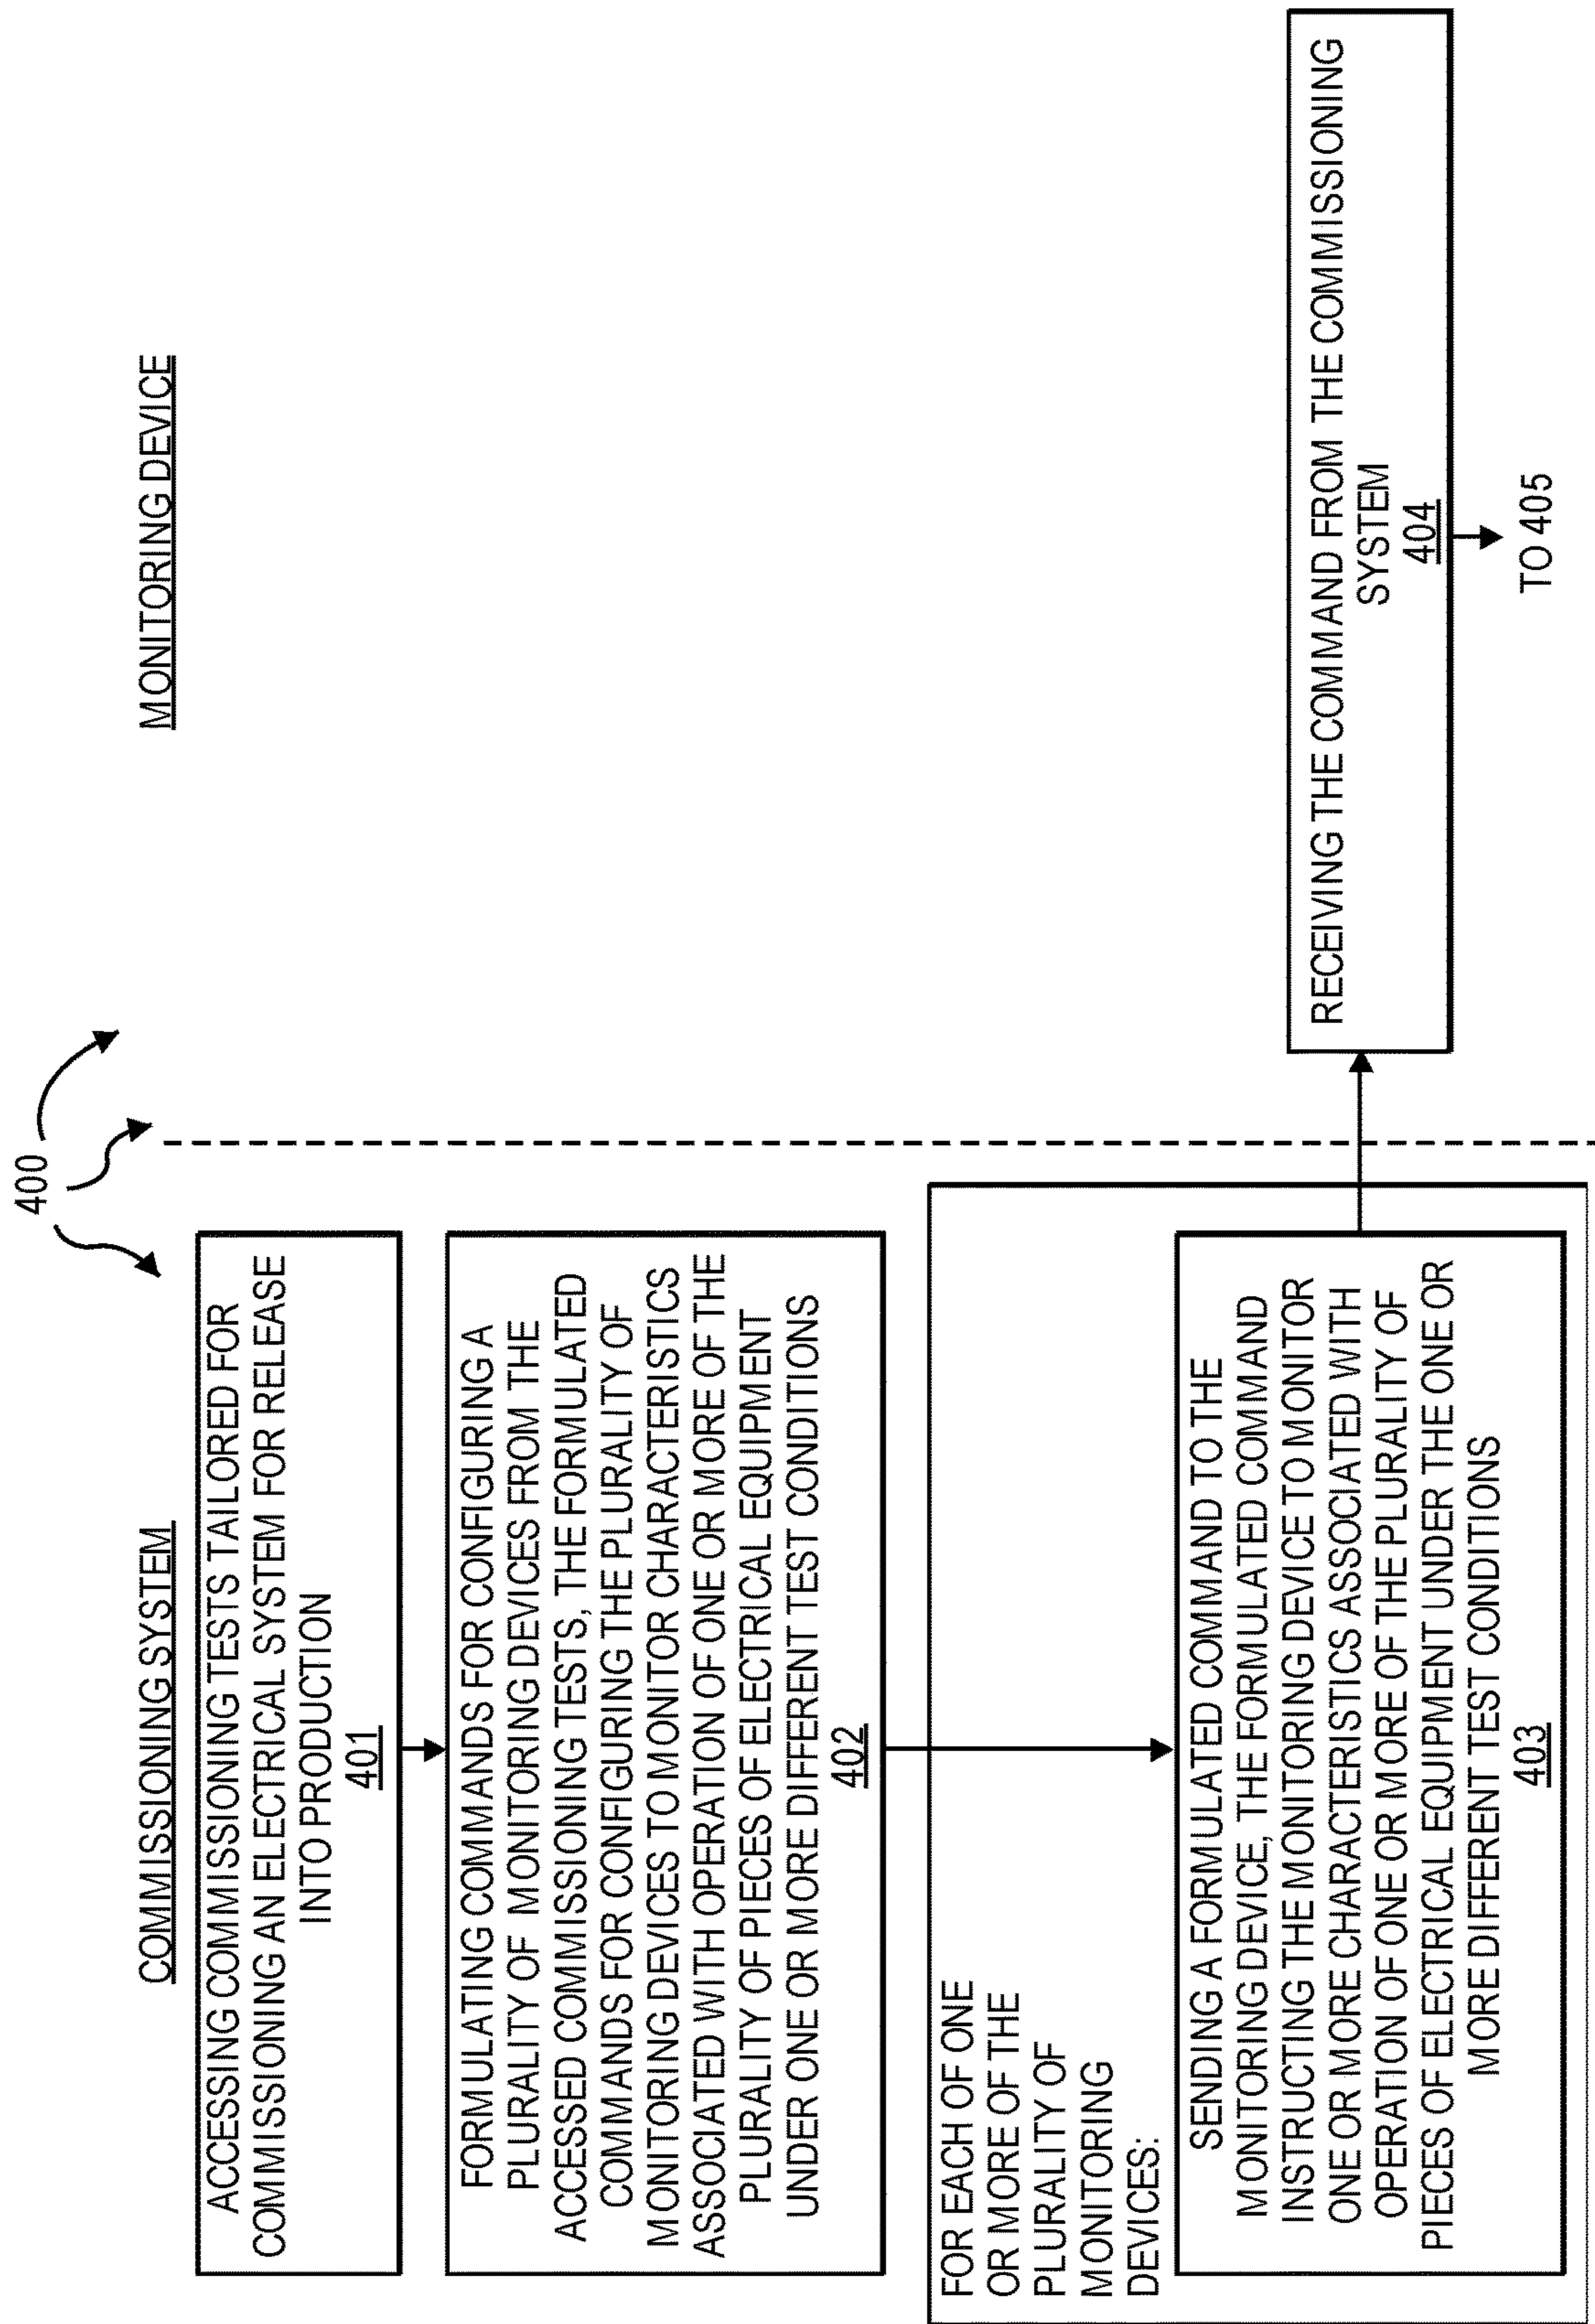 400
COMMISSIONING SYSTEM
MONITORING DEVICE
ACCESSING COMMISSIONING TESTS TAILORED FOR
COMMISSIONING AN ELECTRICAL SYSTEM FOR RELEASE
INTO PRODUCTION
401
FORMULATING COMMANDS FOR CONFIGURING A
PLURALITY OF MONITORING DEVICES FROM THE
ACCESSED COMMISSIONING TESTS, THE FORMULATED
COMMANDS FOR CONFIGURING THE PLURALITY OF
MONITORING DEVICES TO MONITOR CHARACTERISTICS
ASSOCIATED WITH OPERATION OF ONE OR MORE OF THE
PLURALITY OF PIECES OF ELECTRICAL EQUIPMENT
UNDER ONE OR MORE DIFFERENT TEST CONDITIONS
402
FOR EACH OF ONE
OR MORE OF THE
PLURALITY OF
MONITORING
DEVICES:
SENDING A FORMULATED COMMAND TO THE
MONITORING DEVICE, THE FORMULATED COMMAND
INSTRUCTING THE MONITORING DEVICE TO MONITOR
ONE OR MORE CHARACTERISTICS ASSOCIATED WITH
OPERATION OF ONE OR MORE OF THE PLURALITY OF
PIECES OF ELECTRICAL EQUIPMENT UNDER THE ONE OR
MORE DIFFERENT TEST CONDITIONS
403
RECEIVING THE COMMAND FROM THE COMMISSIONING
SYSTEM
404
TO 405